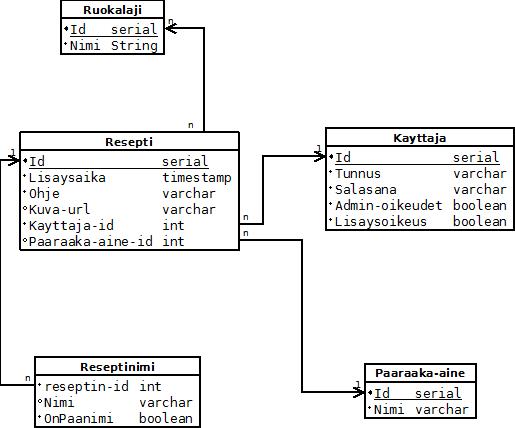 Ruokalaji
Id serial
Nimi String
n
n
Resepti
1
Id serial
Lisaysaika timestamp
Ohje varchar
Kuva-url varchar
Kayttaja-id int
Paaraaka-aine-id int
n
n
Kayttaja
1
Id serial
Tunnus varchar
Salasana varchar
Admin-oikeudet boolean
Lisaysoikeus boolean
Reseptinimi
n
reseptin-id int
Nimi varchar
OnPaanimi boolean
Paaraaka-aine
1
Id serial
Nimi varchar